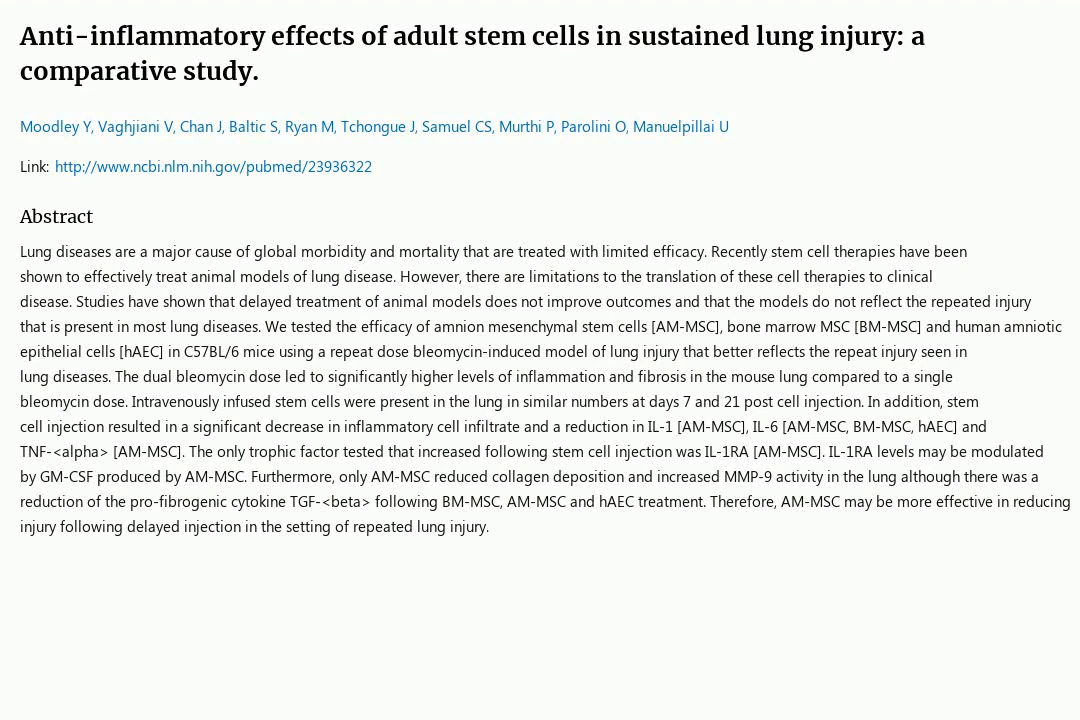 Anti-inflammatory effects of adult stem cells in sustained lung injury: a
comparative study.
Moodley Y, Vaghjiani V, Chan J, Baltic S, Ryan M, Tchongue J, Samuel CS, Murthi P, Parolini O, Manuelpillai U
Link: http://www.ncbi.nlm.nih.gov/pubmed/23936322
Abstract
Lung diseases are a major cause of global morbidity and mortality that are treated with limited efficacy. Recently stem cell therapies have been
shown to effectively treat animal models of lung disease. However, there are limitations to the translation of these cell therapies to clinical
disease. Studies have shown that delayed treatment of animal models does not improve outcomes and that the models do not reflect the repeated injury
that is present in most lung diseases. We tested the efficacy of amnion mesenchymal stem cells [AM-MSC], bone marrow MSC [BM-MSC] and human amniotic
epithelial cells [hAEC] in C57BL/6 mice using a repeat dose bleomycin-induced model of lung injury that better reflects the repeat injury seen in
lung diseases. The dual bleomycin dose led to significantly higher levels of inflammation and fibrosis in the mouse lung compared to a single
bleomycin dose. Intravenously infused stem cells were present in the lung in similar numbers at days 7 and 21 post cell injection. In addition, stem
cell injection resulted in a significant decrease in inflammatory cell infiltrate and a reduction in IL-1 [AM-MSC], IL-6 [AM-MSC, BM-MSC, hAEC] and
TNF-<alpha> [AM-MSC]. The only trophic factor tested that increased following stem cell injection was IL-1RA [AM-MSC]. IL-1RA levels may be modulated
by GM-CSF produced by AM-MSC. Furthermore, only AM-MSC reduced collagen deposition and increased MMP-9 activity in the lung although there was a
reduction of the pro-fibrogenic cytokine TGF-<beta> following BM-MSC, AM-MSC and hAEC treatment. Therefore, AM-MSC may be more effective in reducing
injury following delayed injection in the setting of repeated lung injury.